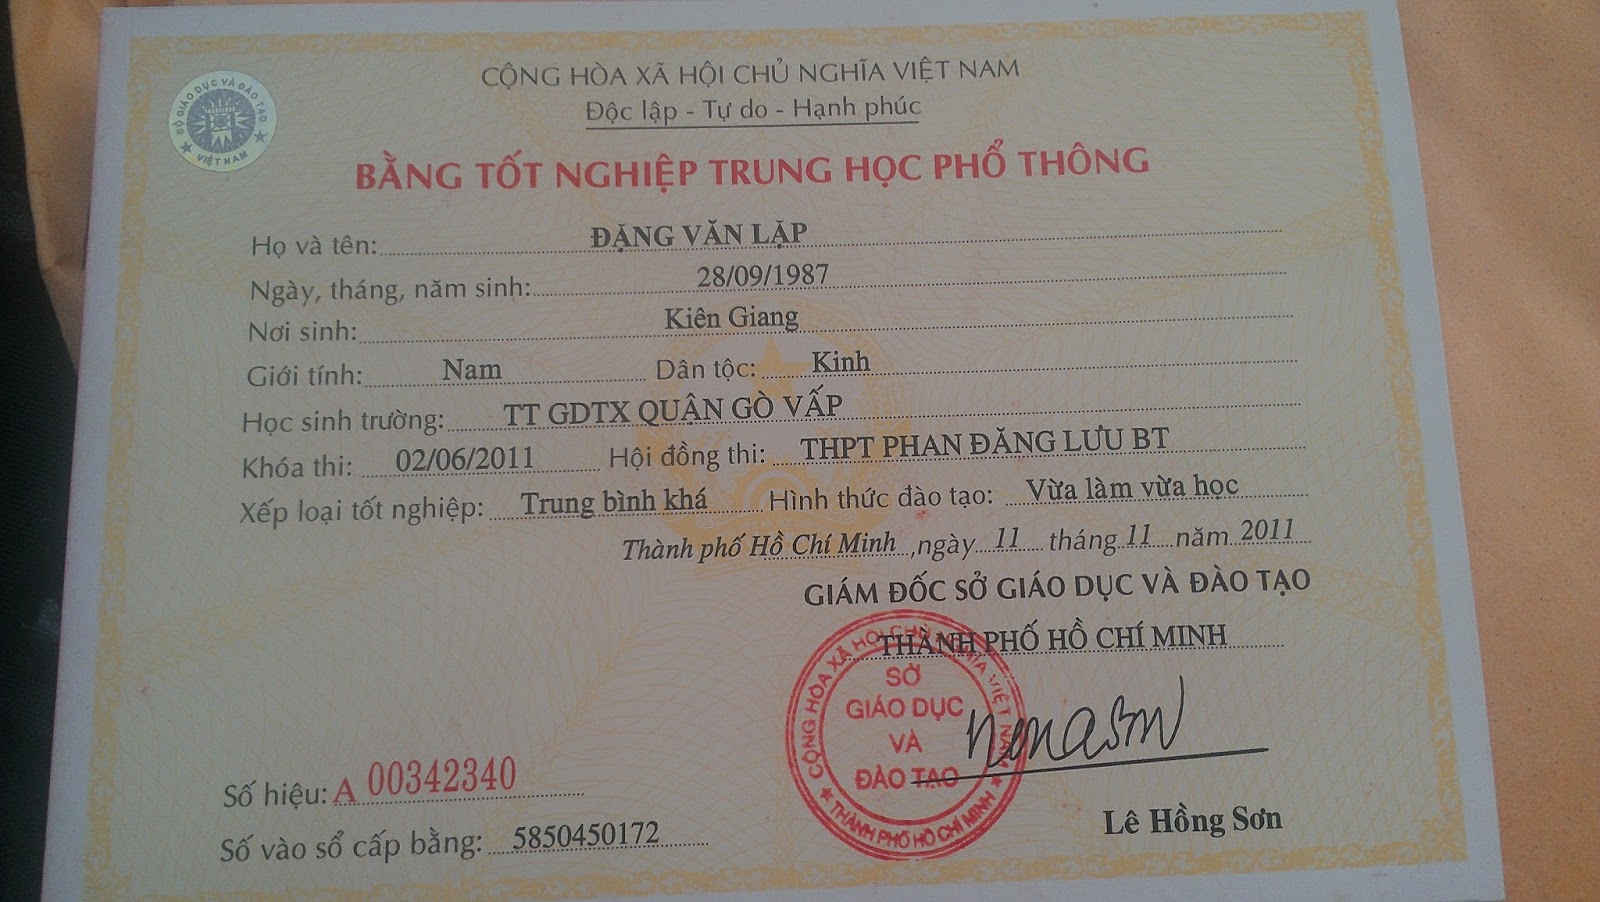 BỘ GIÁO DỤC VÀ ĐÀO TẠO
VIỆT NAM
CỘNG HÒA XÃ HỘI CHỦ NGHĨA VIỆT NAM
Độc lập - Tự do - Hạnh phúc
BẰNG TỐT NGHIỆP TRUNG HỌC PHỔ THÔNG
Họ và tên: ĐẶNG VĂN LẶP
Ngày, tháng, năm sinh: 28/09/1987
Nơi sinh: Kiên Giang
Giới tính: Nam Dân tộc: Kinh
Học sinh trường: TT GDTX QUẬN GÒ VẤP
Khóa thi: 02/06/2011 Hội đồng thi: THPT PHAN ĐĂNG LƯU BT
Xếp loại tốt nghiệp: Trung bình khá Hình thức đào tạo: Vừa làm vừa học
Thành phố Hồ Chí Minh, ngày 11 tháng 11 năm 2011
GIÁM ĐỐC SỞ GIÁO DỤC VÀ ĐÀO TẠO
THÀNH PHỐ HỒ CHÍ MINH
CỘNG HÒA XÃ HỘI CHỦ NGHĨA VIỆT NAM
SỞ
GIÁO DỤC
VÀ
ĐÀO TẠO
THÀNH PHỐ HỒ CHÍ MINH
Số hiệu: A 00342340
Lê Hồng Sơn
Số vào sổ cấp bằng: 5850450172